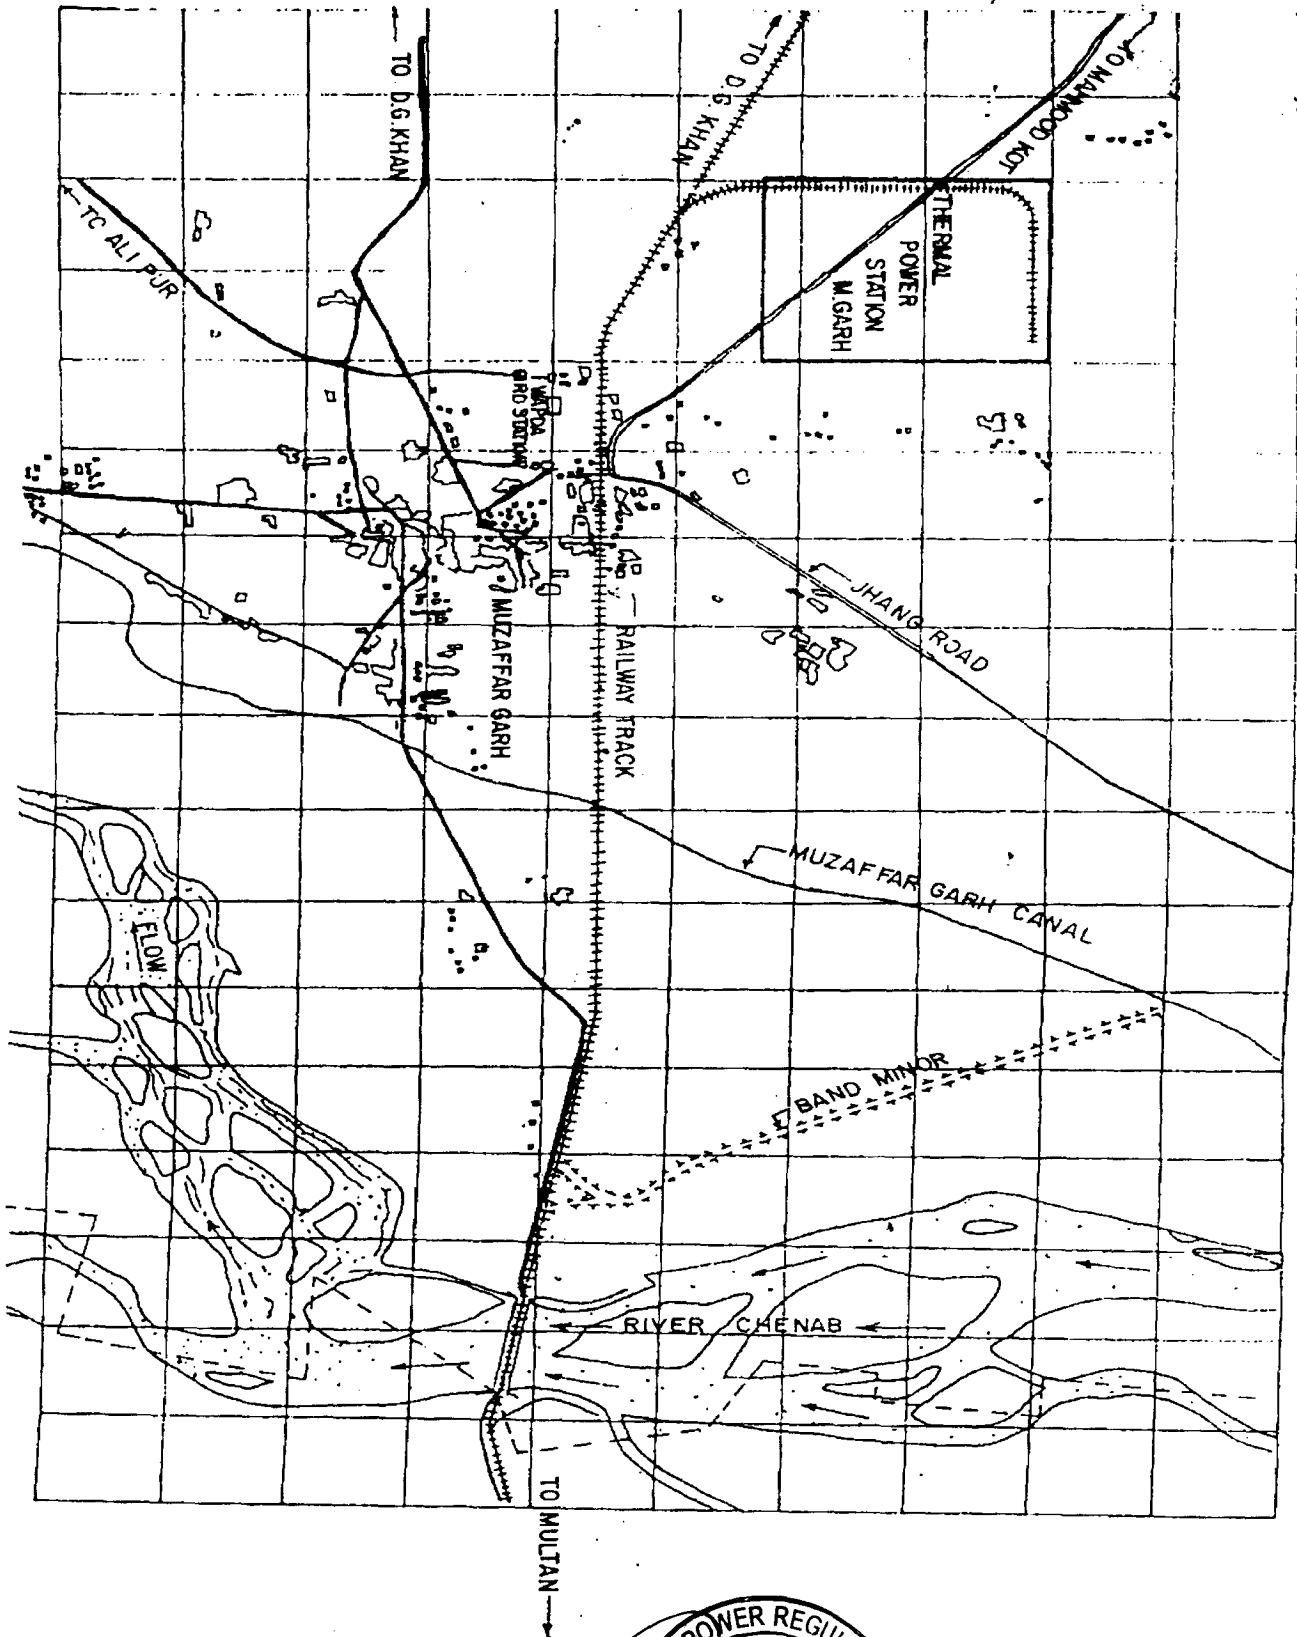 TO MAHMOOD KOT
TO D.G. KHAN
TO D.G. KHAN
TC ALI PUR
THERMAL
POWER
STATION
M.GARH
WAPDA
GRID STATION
JHANG ROAD
RAILWAY TRACK
MUZAFFAR GARH
MUZAFFAR GARH CANAL
FLOW
BAND MINOR
RIVER CHENAB
TO MULTAN
POWER REGU